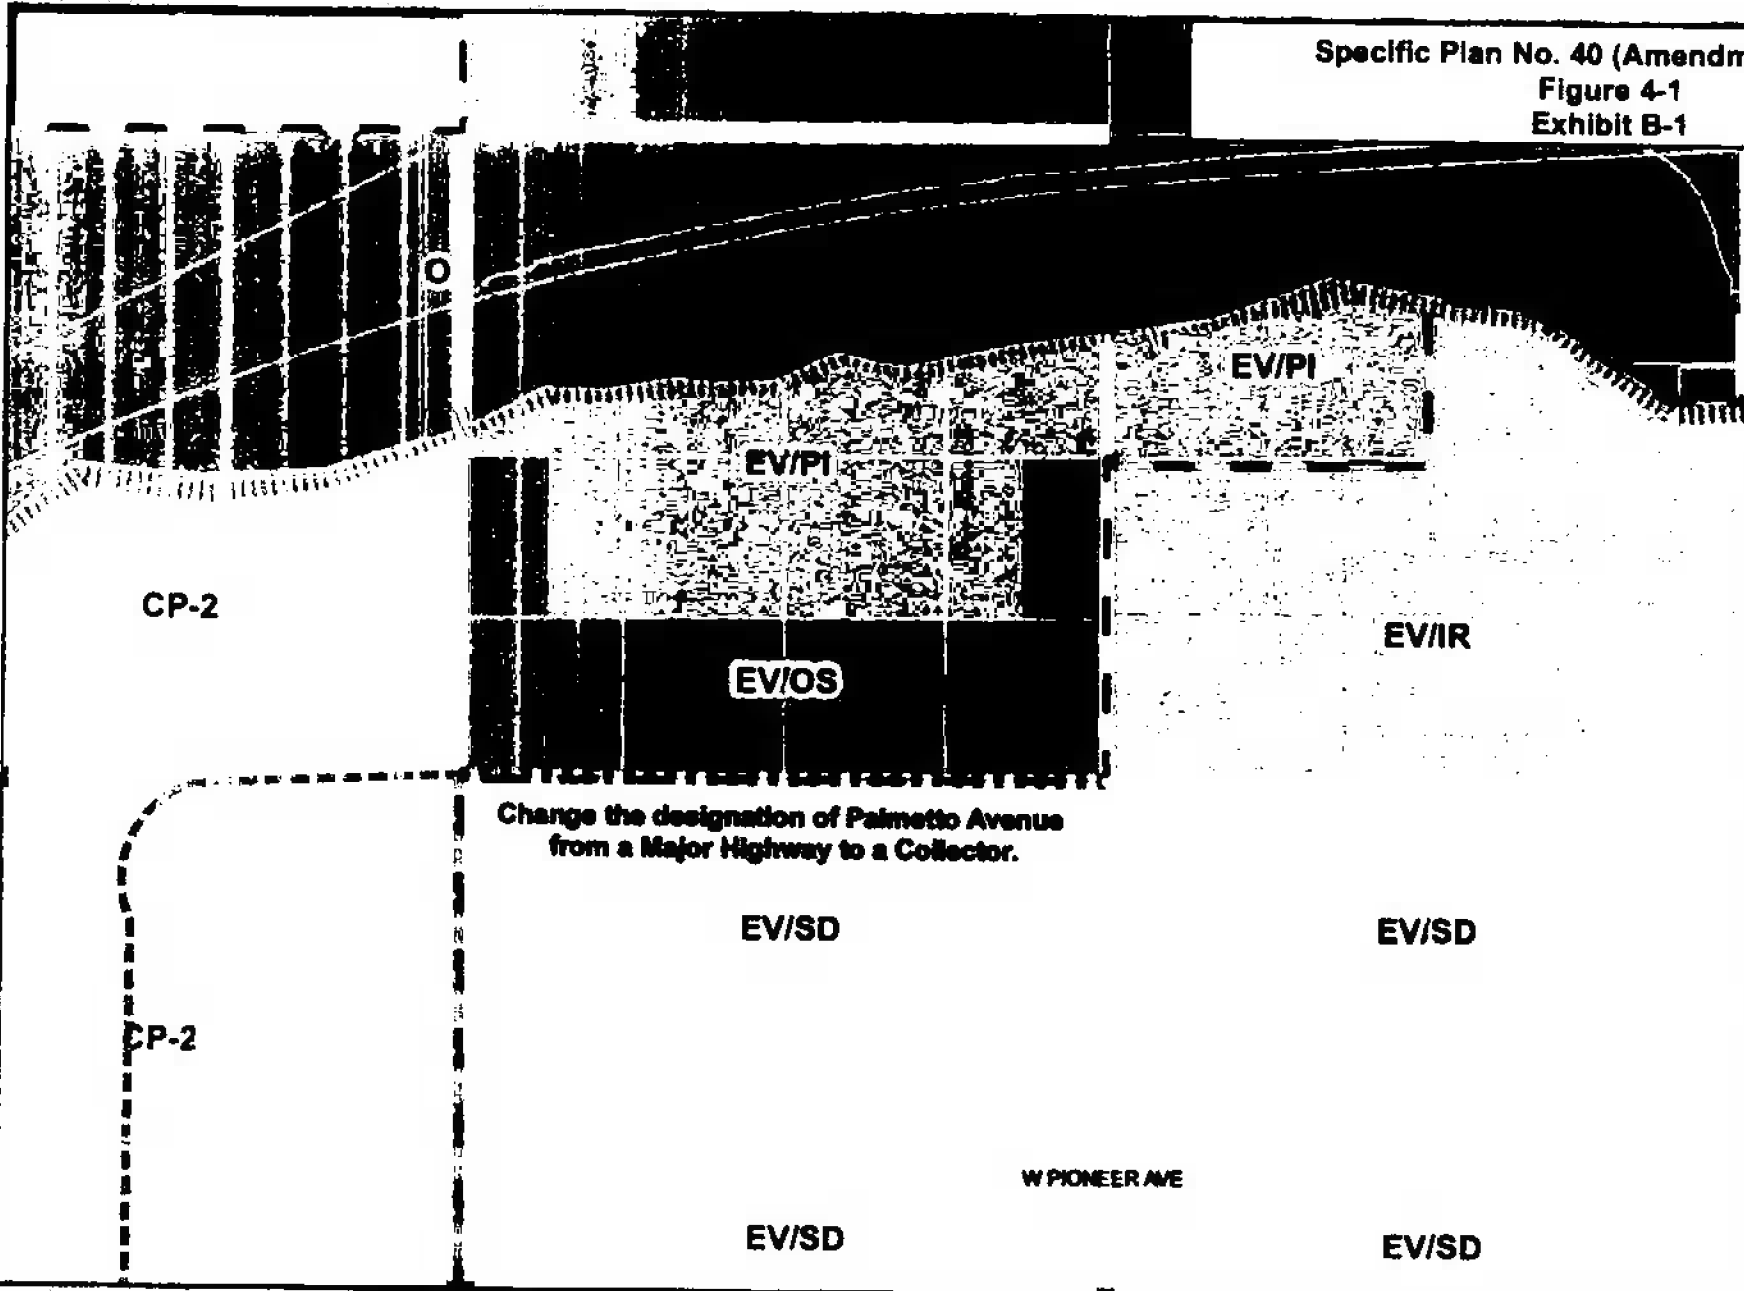 Specific Plan No. 40 (Amendm
Figure 4-1
Exhibit B-1
O
EV/PI
EV/PI
CP-2
EV/IR
EV/OS
Change the designation of Palmetto Avenue
from a Major Highway to a Collector.
EV/SD
EV/SD
CP-2
W PIONEER AVE
EV/SD
EV/SD